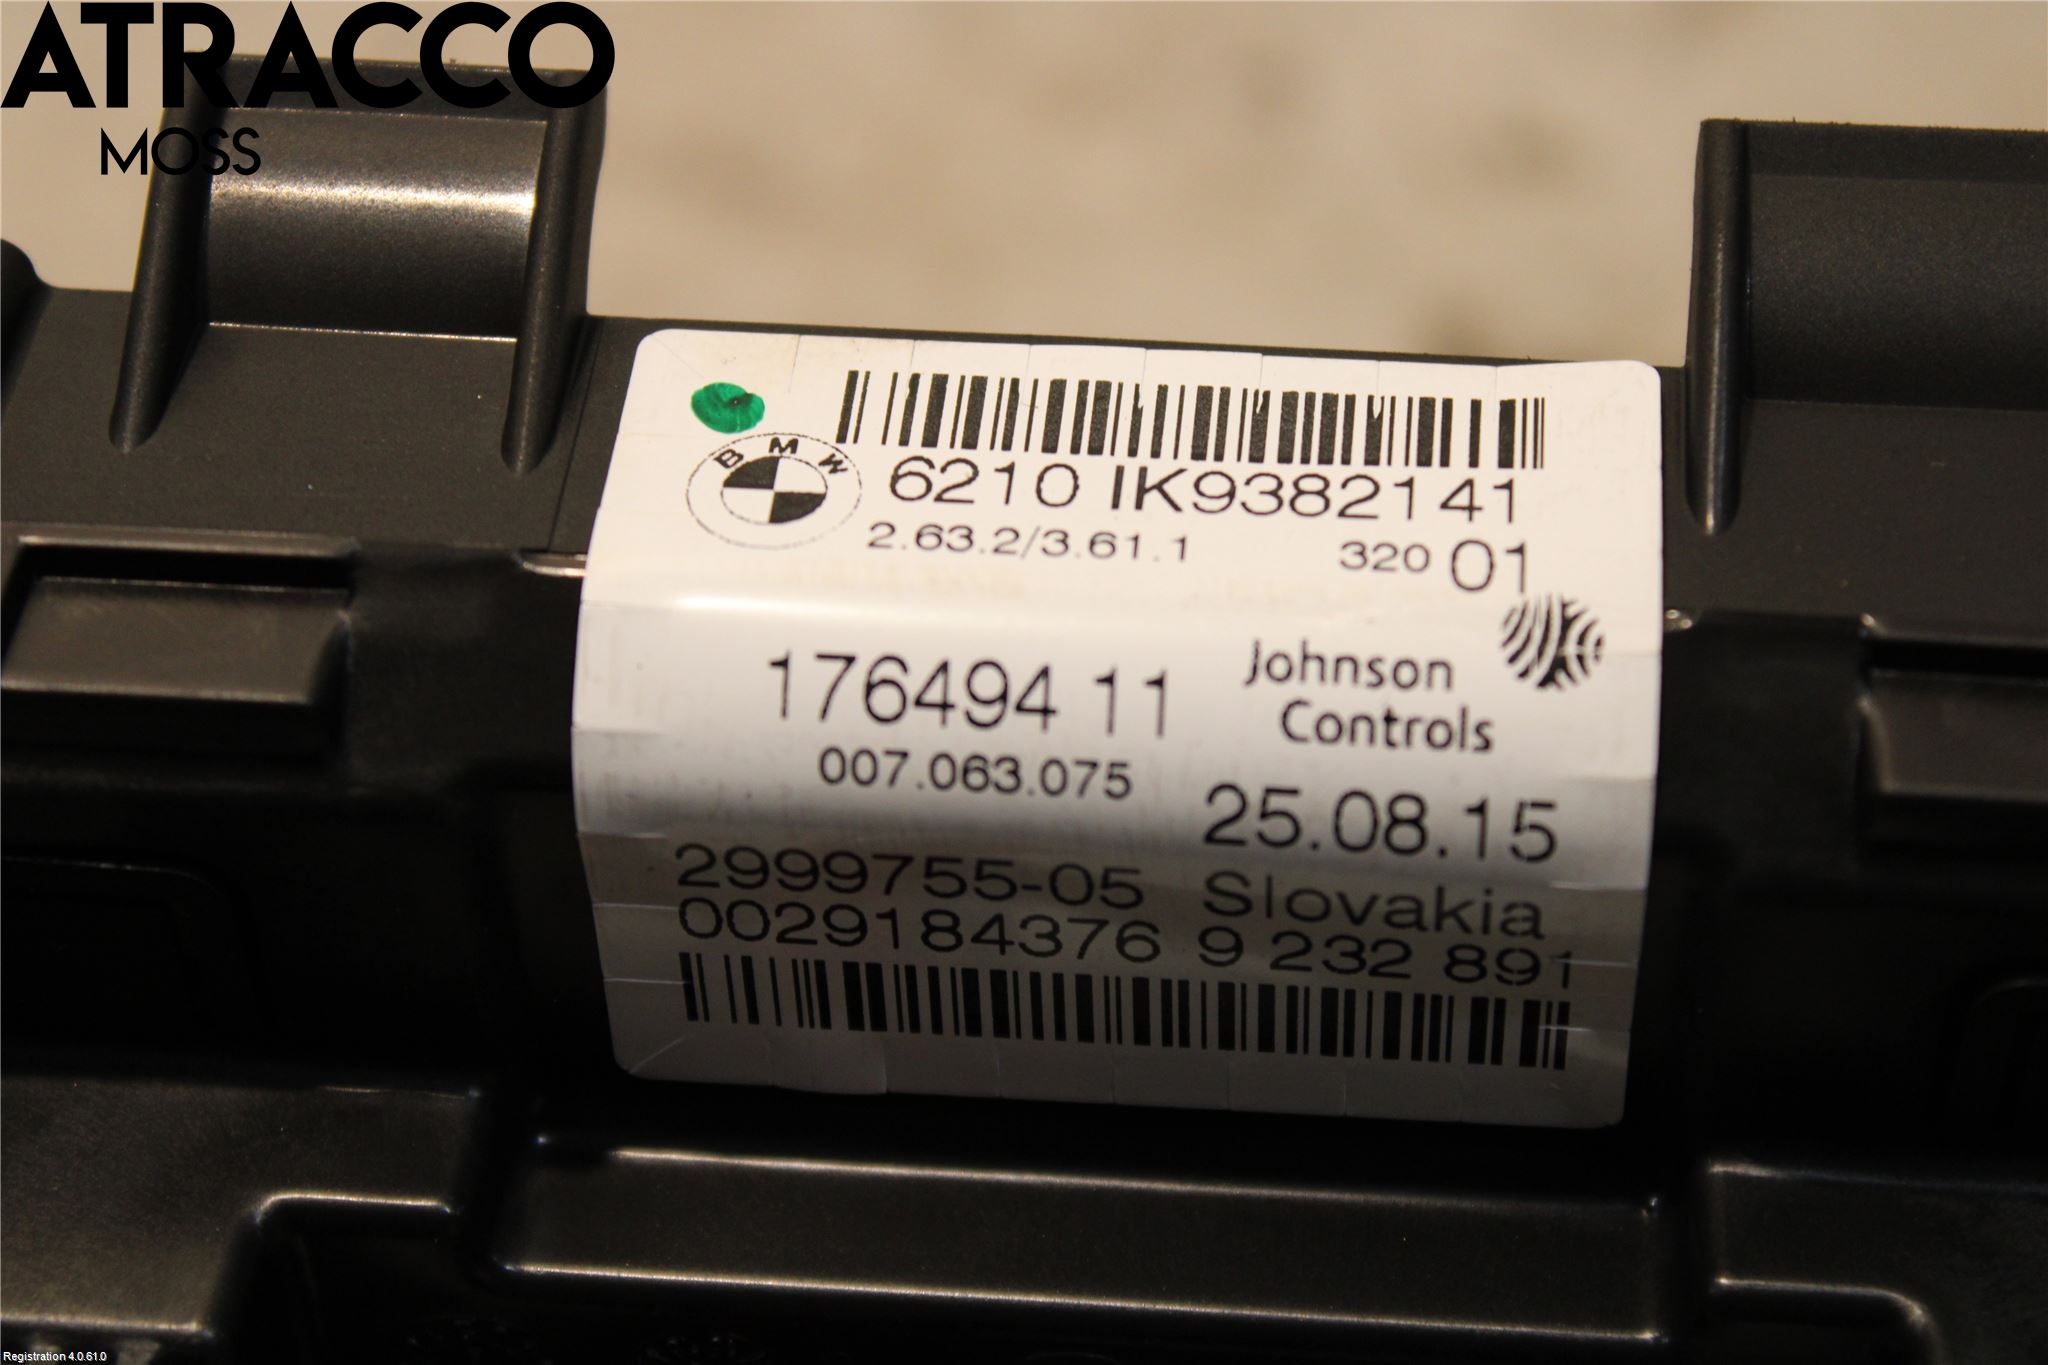 ATRACCO
MOSS
BMW
6210 IK9382141
2.63.2/3.61.1 320 01
176494 11
Johnson
Controls
007.063.075
25.08.15
2999755-05 Slovakia
0029184376 9 232 891
Registration 4.0.61.0